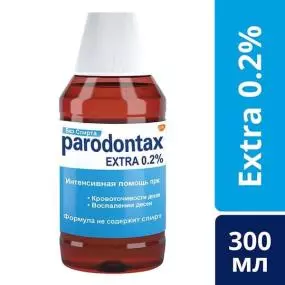 Без Спирта
parodontax
EXTRA 0.2%
Интенсивная помощь при
• Кровоточивости десен
• Воспалении десен
Формула не содержит спирт
Extra 0.2%
300
МЛ